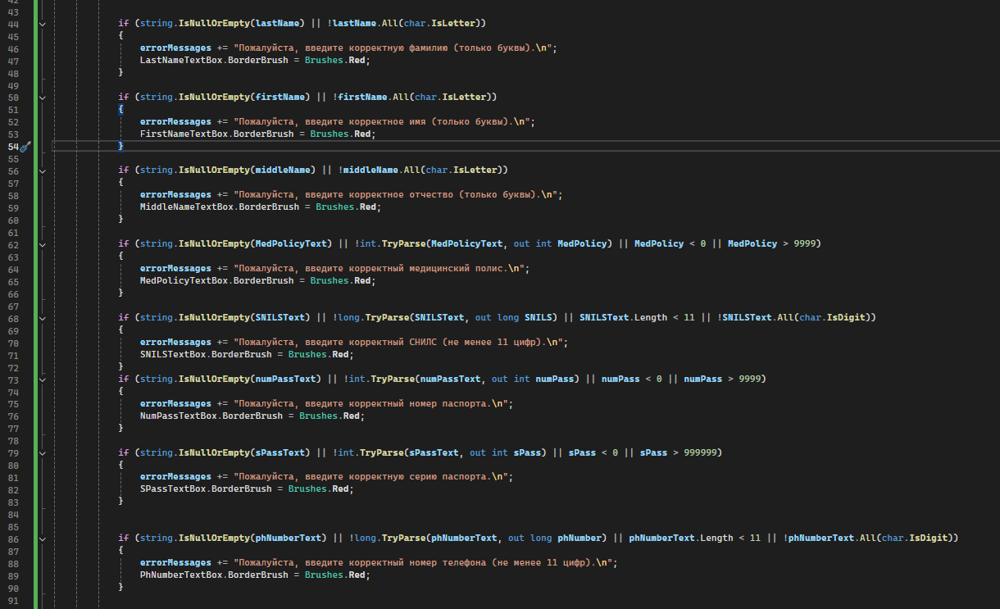 42
43
44 if (string.IsNullOrEmpty(lastName) || !lastName.All(char.IsLetter))
45 {
46 errorMessages += "Пожалуйста, введите корректную фамилию (только буквы).\n";
47 LastNameTextBox.BorderBrush = Brushes.Red;
48 }
49
50 if (string.IsNullOrEmpty(firstName) || !firstName.All(char.IsLetter))
51 {
52 errorMessages += "Пожалуйста, введите корректное имя (только буквы).\n";
53 FirstNameTextBox.BorderBrush = Brushes.Red;
54 }
55
56 if (string.IsNullOrEmpty(middleName) || !middleName.All(char.IsLetter))
57 {
58 errorMessages += "Пожалуйста, введите корректное отчество (только буквы).\n";
59 MiddleNameTextBox.BorderBrush = Brushes.Red;
60 }
61
62 if (string.IsNullOrEmpty(MedPolicyText) || !int.TryParse(MedPolicyText, out int MedPolicy) || MedPolicy < 0 || MedPolicy > 9999)
63 {
64 errorMessages += "Пожалуйста, введите корректный медицинский полис.\n";
65 MedPolicyTextBox.BorderBrush = Brushes.Red;
66 }
67
68 if (string.IsNullOrEmpty(SNILSText) || !long.TryParse(SNILSText, out long SNILS) || SNILSText.Length < 11 || !SNILSText.All(char.IsDigit))
69 {
70 errorMessages += "Пожалуйста, введите корректный СНИЛС (не менее 11 цифр).\n";
71 SNILSTextBox.BorderBrush = Brushes.Red;
72 }
73 if (string.IsNullOrEmpty(numPassText) || !int.TryParse(numPassText, out int numPass) || numPass < 0 || numPass > 9999)
74 {
75 errorMessages += "Пожалуйста, введите корректный номер паспорта.\n";
76 NumPassTextBox.BorderBrush = Brushes.Red;
77 }
78
79 if (string.IsNullOrEmpty(sPassText) || !int.TryParse(sPassText, out int sPass) || sPass < 0 || sPass > 999999)
80 {
81 errorMessages += "Пожалуйста, введите корректную серию паспорта.\n";
82 SPassTextBox.BorderBrush = Brushes.Red;
83 }
84
85
86 if (string.IsNullOrEmpty(phNumberText) || !long.TryParse(phNumberText, out long phNumber) || phNumberText.Length < 11 || !phNumberText.All(char.IsDigit))
87 {
88 errorMessages += "Пожалуйста, введите корректный номер телефона (не менее 11 цифр).\n";
89 PhNumberTextBox.BorderBrush = Brushes.Red;
90 }
91